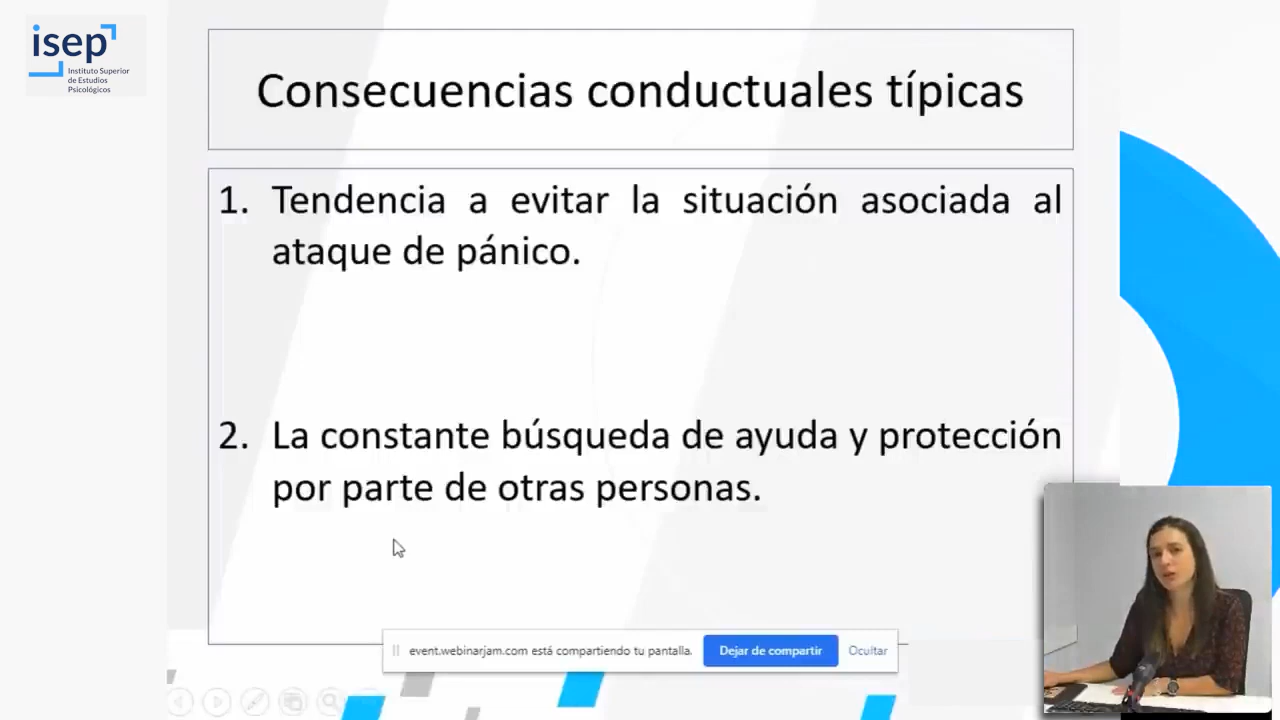 isep
Instituto Superior
de Estudios
Psicológicos
Consecuencias conductuales típicas
1. Tendencia a evitar la situación asociada al
ataque de pánico.
2. La constante búsqueda de ayuda y protección
por parte de otras personas.
event.webinarjam.com está compartiendo tu pantalla.
Dejar de compartir
Ocultar